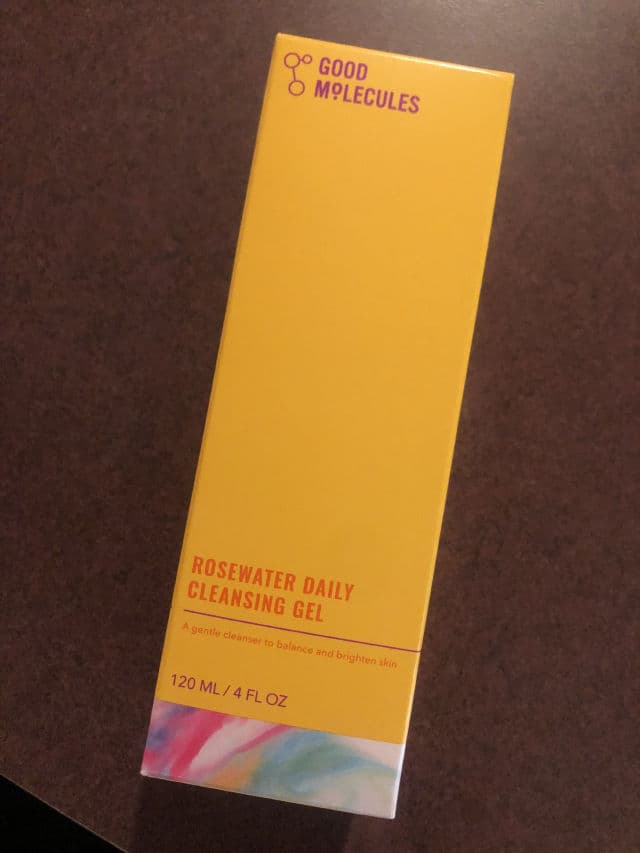 GOOD
MOLECULES
ROSEWATER DAILY
CLEANSING GEL
A gentle cleanser to balance and brighten skin
120 ML / 4 FL OZ